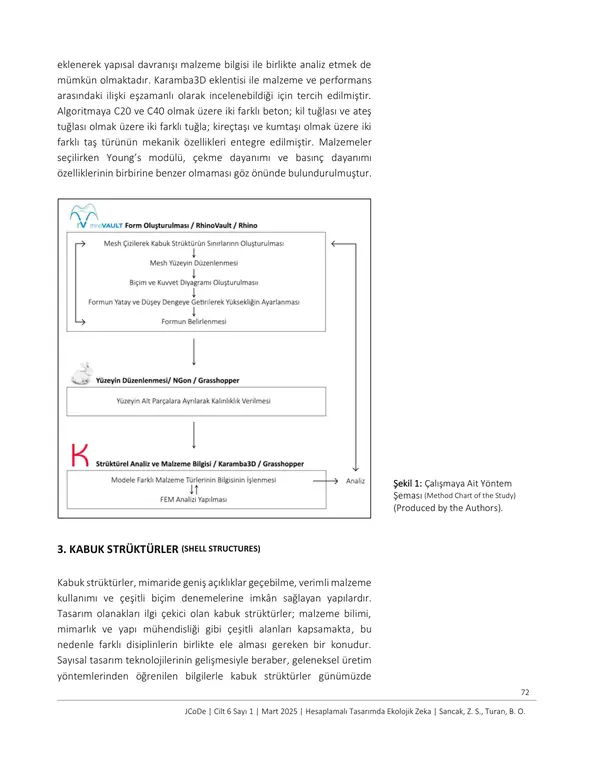 eklenerek yapısal davranışı malzeme bilgisi ile birlikte analiz etmek de
mümkün olmaktadır. Karamba3D eklentisi ile malzeme ve performans
arasındaki ilişki eşzamanlı olarak incelenebildiği için tercih edilmiştir.
Algoritmaya C20 ve C40 olmak üzere iki farklı beton; kil tuğlası ve ateş
tuğlası olmak üzere iki farklı tuğla; kireçtaşı ve kumtaşı olmak üzere iki
farklı taş türünün mekanik özellikleri entegre edilmiştir. Malzemeler
seçilirken Young’s modülü, çekme dayanımı ve basınç dayanımı
özelliklerinin birbirine benzer olmaması göz önünde bulundurulmuştur.
rhinoVAULT Form Oluşturulması / RhinoVault / Rhino
Mesh Çizilerek Kabuk Strüktürün Sınırlarının Oluşturulması
Mesh Yüzeyin Düzenlenmesi
Biçim ve Kuvvet Diyagramı Oluşturulması
Formun Yatay ve Düşey Dengeye Getirilerek Yüksekliğin Ayarlanması
Formun Belirlenmesi
Yüzeyin Düzenlenmesi/ NGon / Grasshopper
Yüzeyin Alt Parçalara Ayrılarak Kalınlıklık Verilmesi
Strüktürel Analiz ve Malzeme Bilgisi / Karamba3D / Grasshopper
Modele Farklı Malzeme Türlerinin Bilgisinin İşlenmesi
Analiz
FEM Analizi Yapılması
Şekil 1: Çalışmaya Ait Yöntem
Şeması (Method Chart of the Study)
(Produced by the Authors).
3. KABUK STRÜKTÜRLER (SHELL STRUCTURES)
Kabuk strüktürler, mimaride geniş açıklıklar geçebilme, verimli malzeme
kullanımı ve çeşitli biçim denemelerine imkân sağlayan yapılardır.
Tasarım olanakları ilgi çekici olan kabuk strüktürler; malzeme bilimi,
mimarlık ve yapı mühendisliği gibi çeşitli alanları kapsamakta, bu
nedenle farklı disiplinlerin birlikte ele alması gereken bir konudur.
Sayısal tasarım teknolojilerinin gelişmesiyle beraber, geleneksel üretim
yöntemlerinden öğrenilen bilgilerle kabuk strüktürler günümüzde
72
JCoDe | Cilt 6 Sayı 1 | Mart 2025 | Hesaplamalı Tasarımda Ekolojik Zeka | Sancak, Z. S., Turan, B. O.